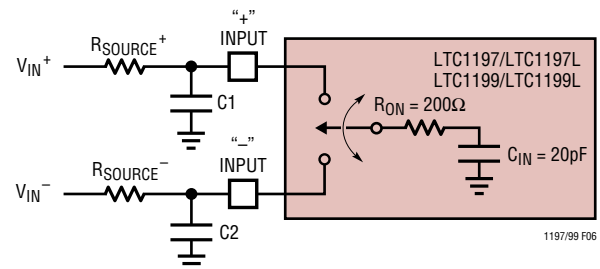 “+”
INPUT
RSOURCE+
VIN+
C1
LTC1197/LTC1197L
LTC1199/LTC1199L
RON = 200Ω
CIN = 20pF
“–”
INPUT
RSOURCE–
VIN–
C2
1197/99 F06